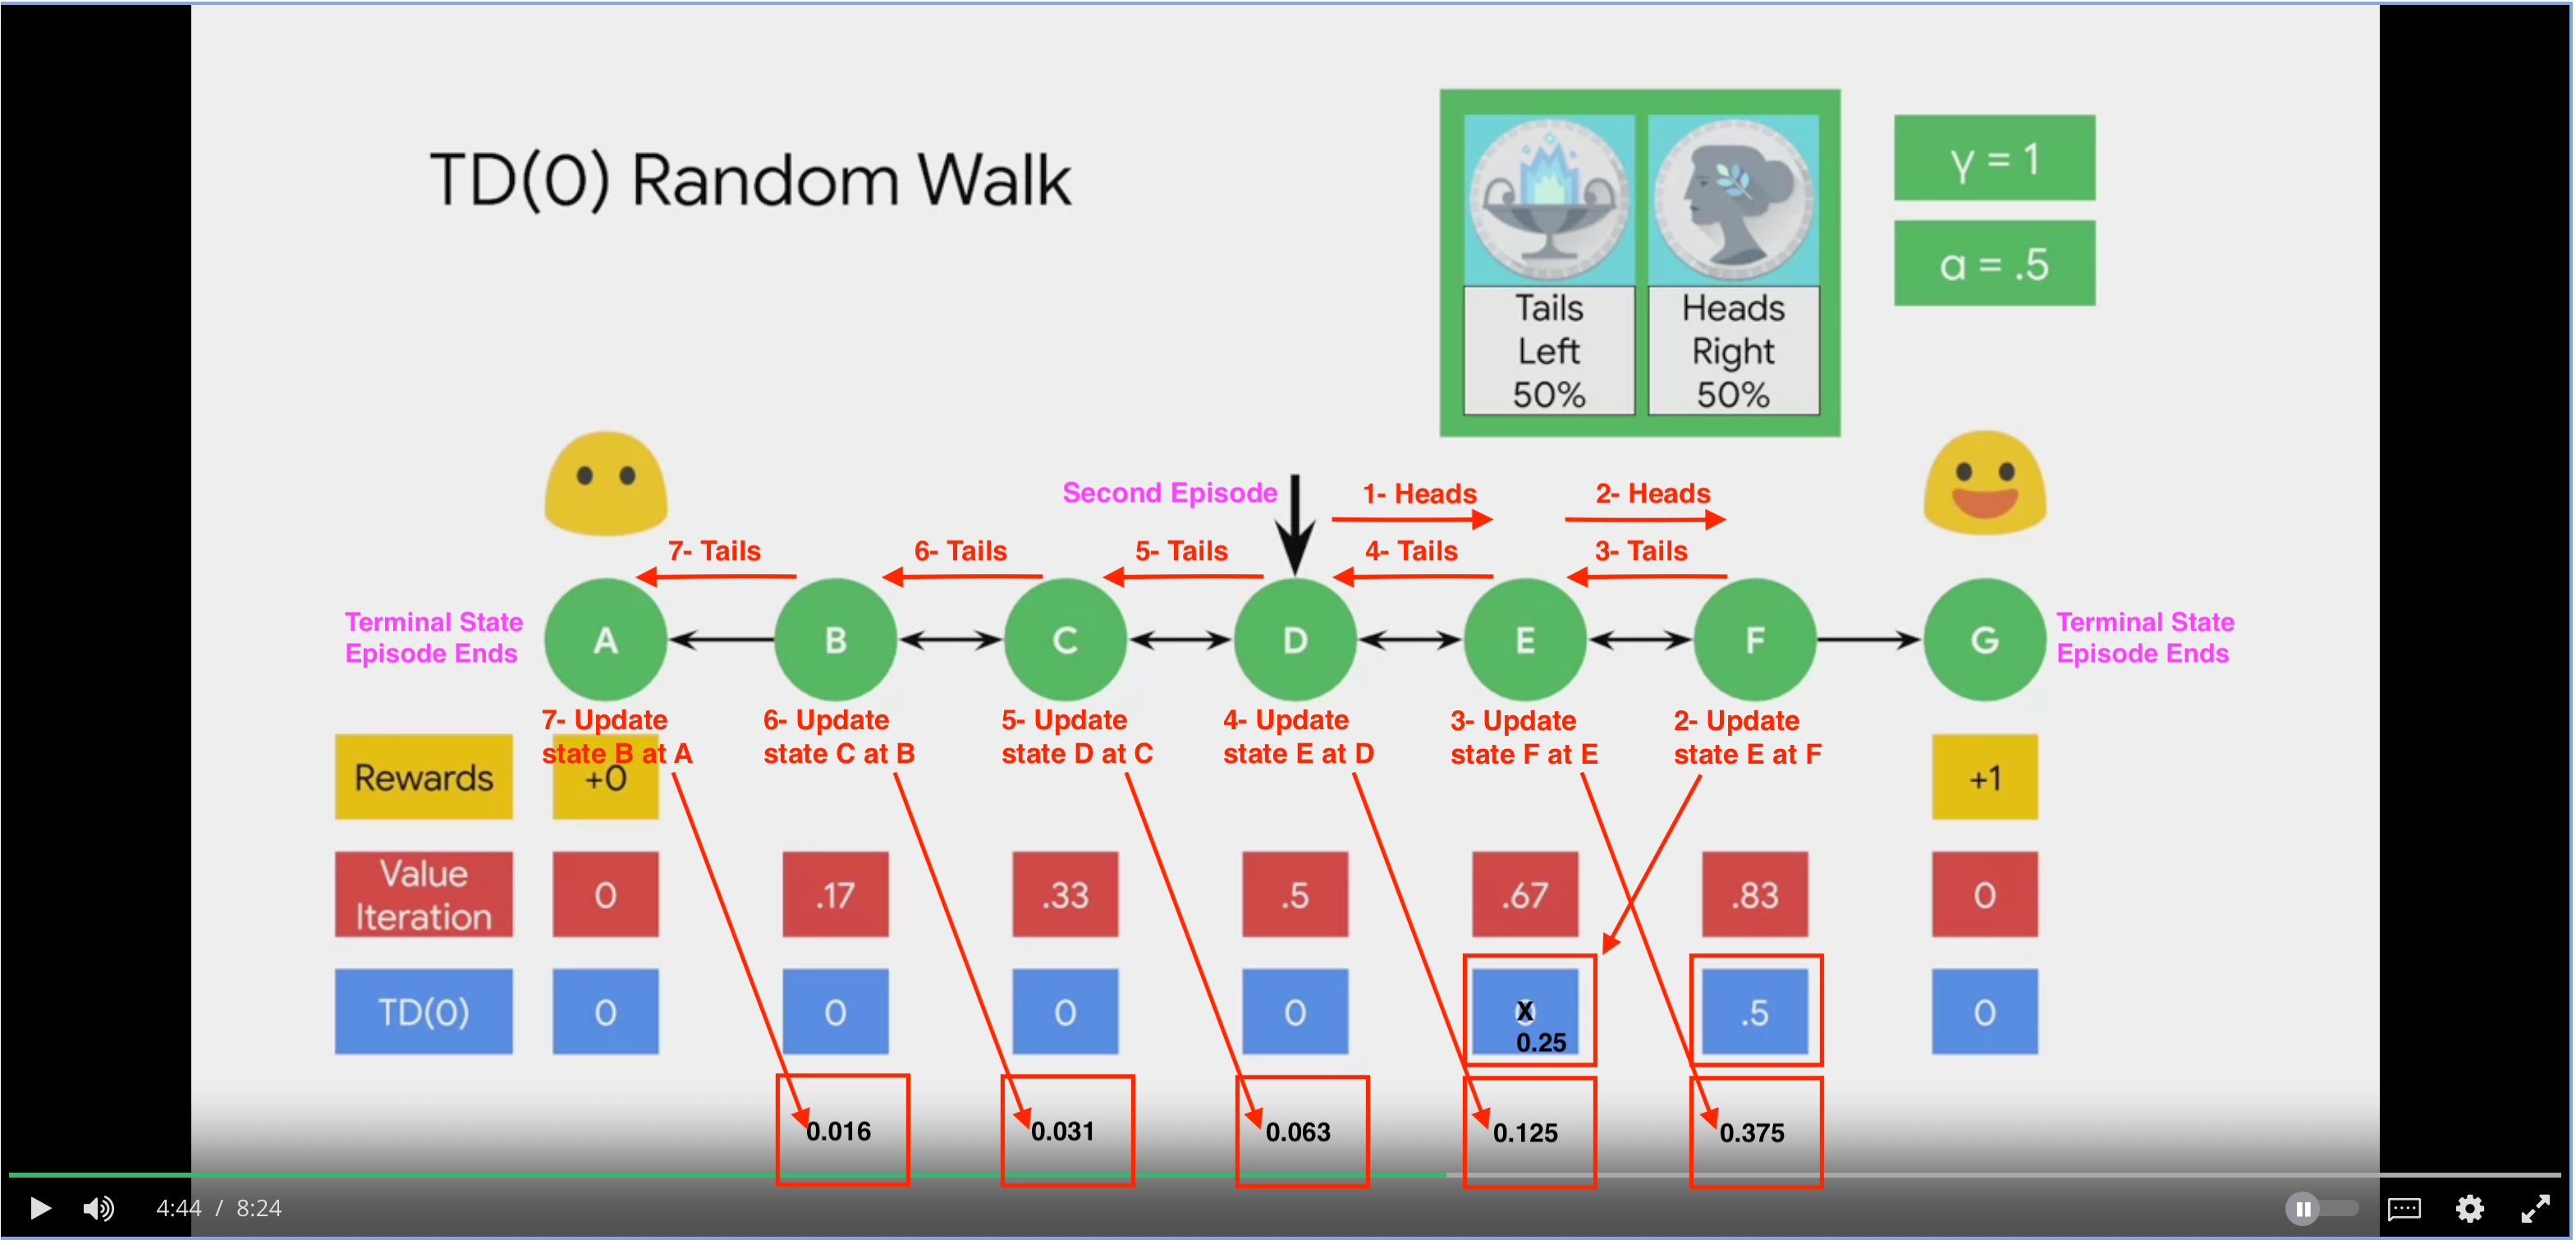 TD(0) Random Walk
Tails
Left
50%
Heads
Right
50%
γ = 1
α = .5
Second Episode
1- Heads
2- Heads
7- Tails
6- Tails
5- Tails
4- Tails
3- Tails
Terminal State
Episode Ends
A
B
C
D
E
F
G
Terminal State
Episode Ends
7- Update
state B at A
6- Update
state C at B
5- Update
state D at C
4- Update
state E at D
3- Update
state F at E
2- Update
state E at F
Rewards
+0
+1
Value
Iteration
0
.17
.33
.5
.67
.83
0
TD(0)
0
0
0
0
0
X
0.25
.5
0
0.016
0.031
0.063
0.125
0.375
4:44 / 8:24